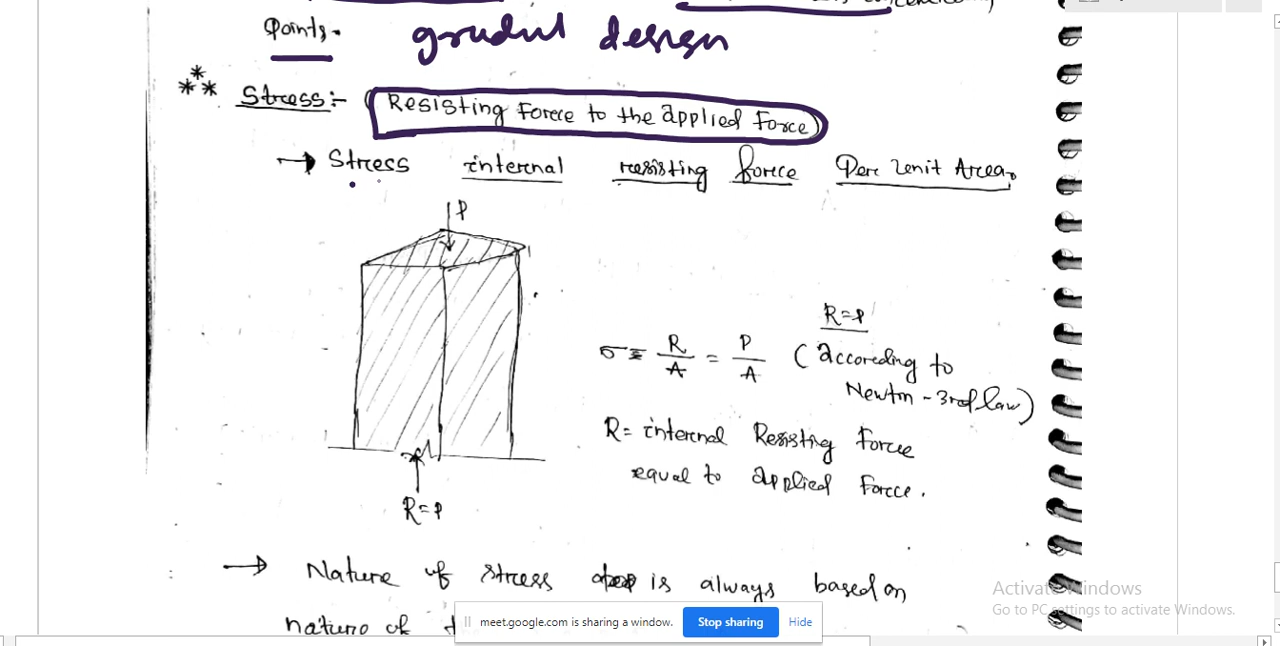 Points.
gradul design
*** Stress:- (Resisting Force to the applied Force)
→ Stress internal resisting force Per Unit Area.
P
R=P
σ = R/A = P/A (according to
Newton - 3rd law)
R = internal Resisting Force
equal to applied Force.
R=P
→ Nature of stress is always based on
nature of
Activate Windows
Go to PC settings to activate Windows.
meet.google.com is sharing a window.
Stop sharing
Hide